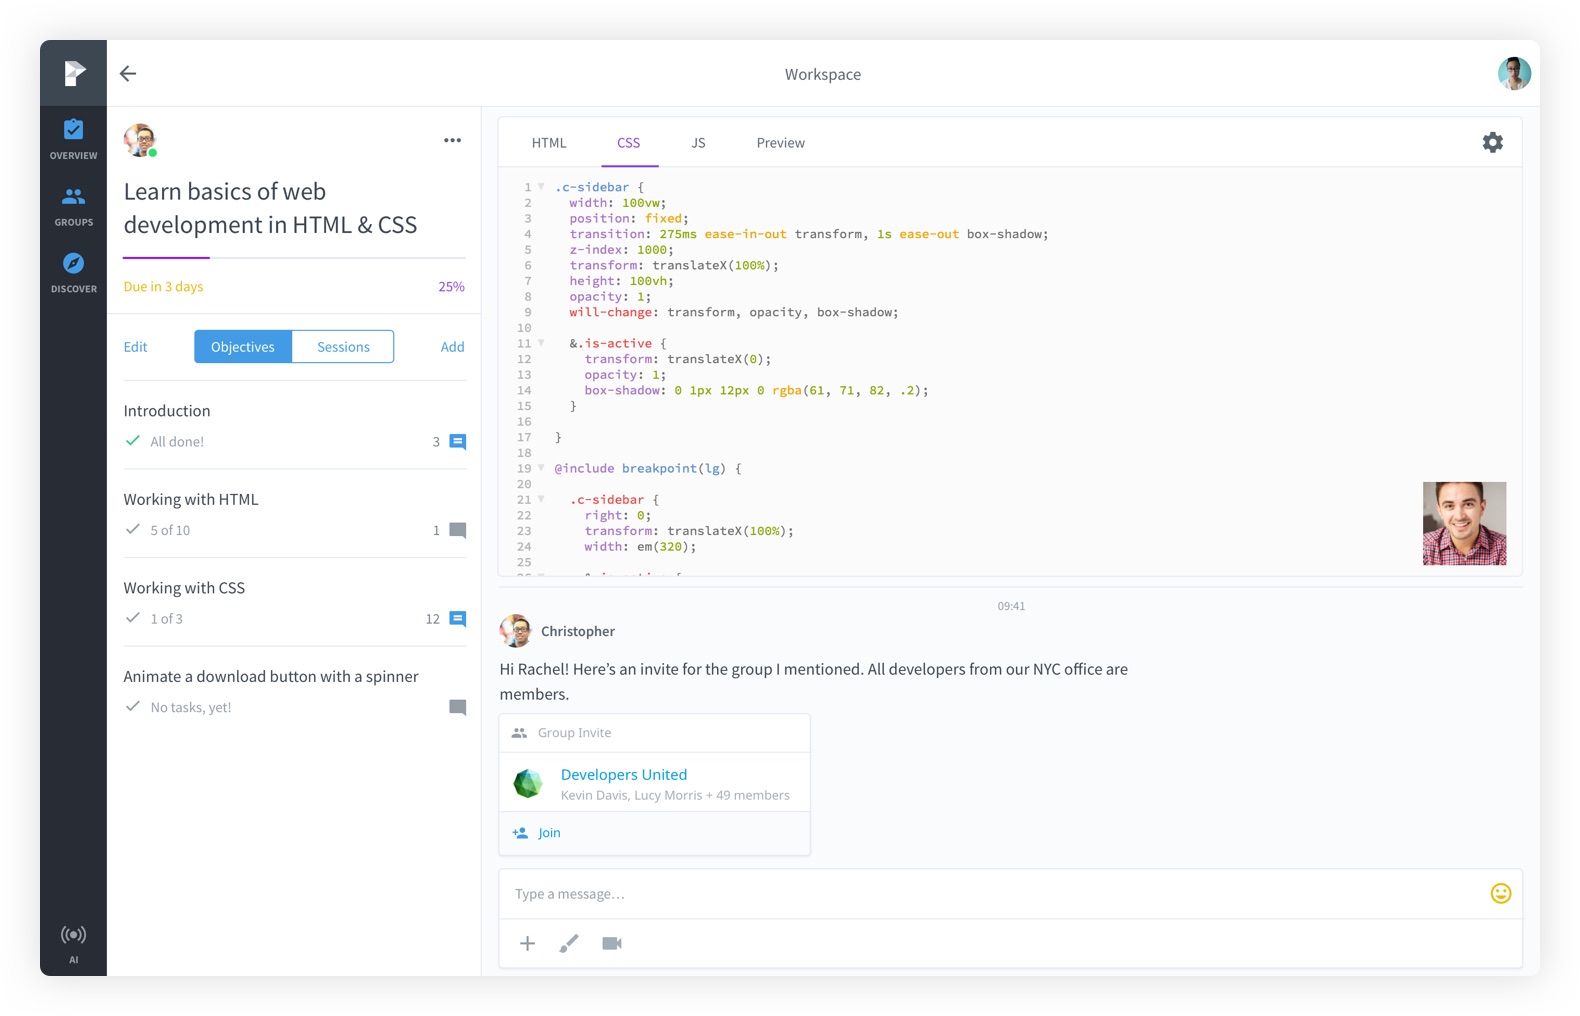 Workspace
OVERVIEW
GROUPS
DISCOVER
AI
Learn basics of web
development in HTML & CSS
Due in 3 days 25%
Edit Objectives Sessions Add
Introduction
All done! 3
Working with HTML
5 of 10 1
Working with CSS
1 of 3 12
Animate a download button with a spinner
No tasks, yet!
HTML CSS JS Preview
1 .c-sidebar {
2 width: 100vw;
3 position: fixed;
4 transition: 275ms ease-in-out transform, 1s ease-out box-shadow;
5 z-index: 1000;
6 transform: translateX(100%);
7 height: 100vh;
8 opacity: 1;
9 will-change: transform, opacity, box-shadow;
10
11 &.is-active {
12 transform: translateX(0);
13 opacity: 1;
14 box-shadow: 0 1px 12px 0 rgba(61, 71, 82, .2);
15 }
16
17 }
18
19 @include breakpoint(lg) {
20
21 .c-sidebar {
22 right: 0;
23 transform: translateX(100%);
24 width: em(320);
25
09:41
Christopher
Hi Rachel! Here’s an invite for the group I mentioned. All developers from our NYC office are
members.
Group Invite
Developers United
Kevin Davis, Lucy Morris + 49 members
Join
Type a message…